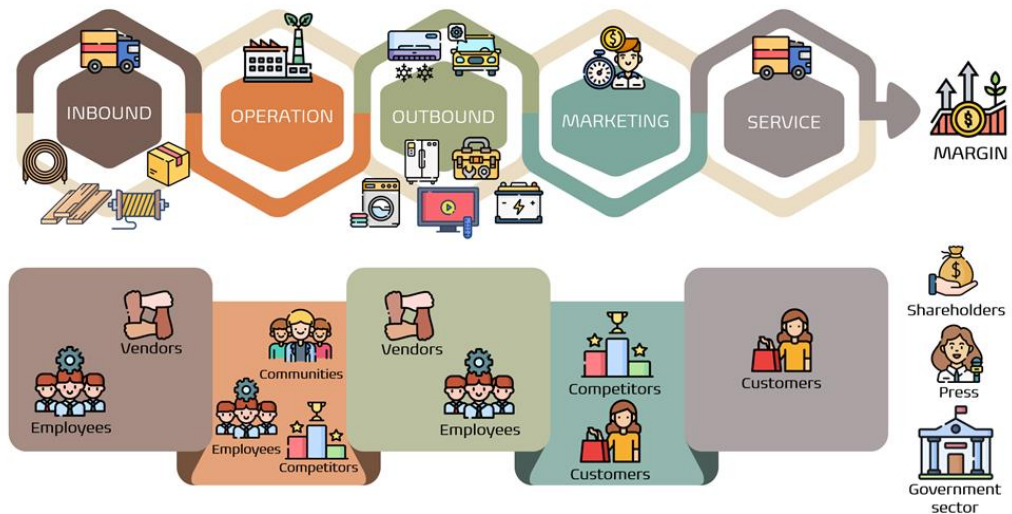 INBOUND
OPERATION
OUTBOUND
MARKETING
SERVICE
MARGIN
Vendors
Employees
Communities
Employees
Competitors
Vendors
Employees
Competitors
Customers
Customers
Shareholders
Press
Government
sector